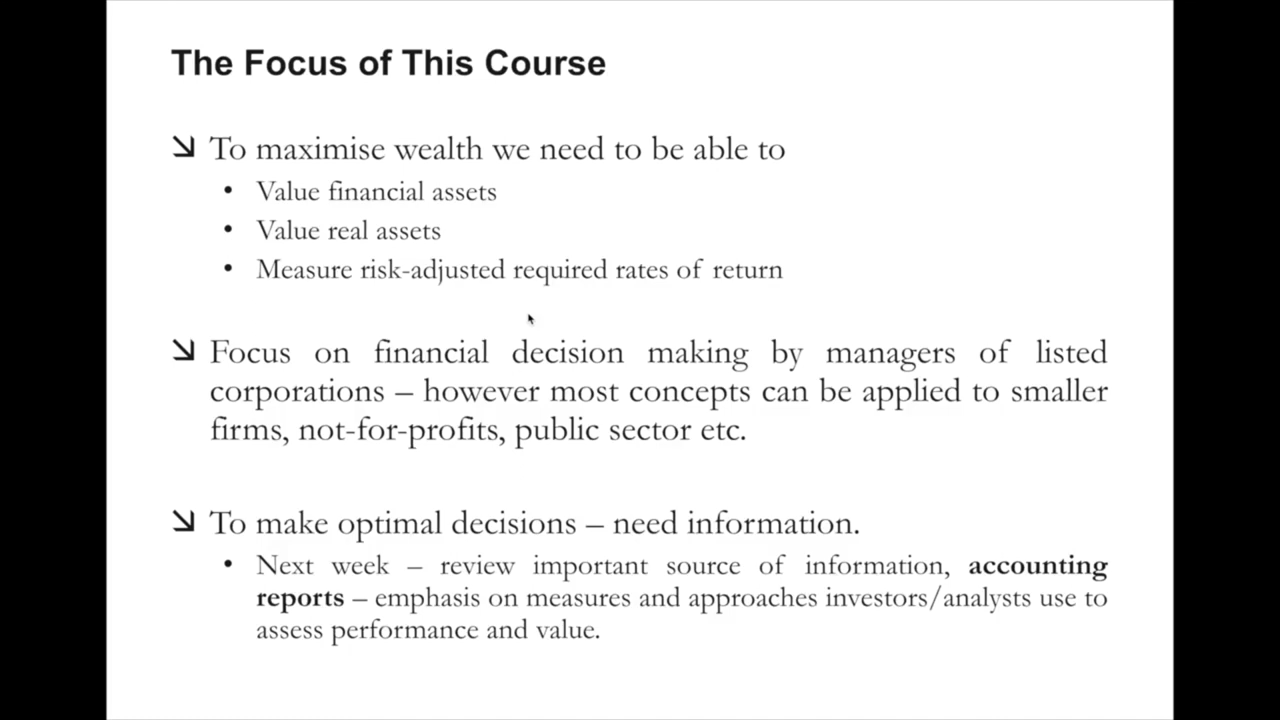 The Focus of This Course
To maximise wealth we need to be able to
• Value financial assets
• Value real assets
• Measure risk-adjusted required rates of return
Focus on financial decision making by managers of listed
corporations – however most concepts can be applied to smaller
firms, not-for-profits, public sector etc.
To make optimal decisions – need information.
• Next week – review important source of information, accounting
reports – emphasis on measures and approaches investors/analysts use to
assess performance and value.